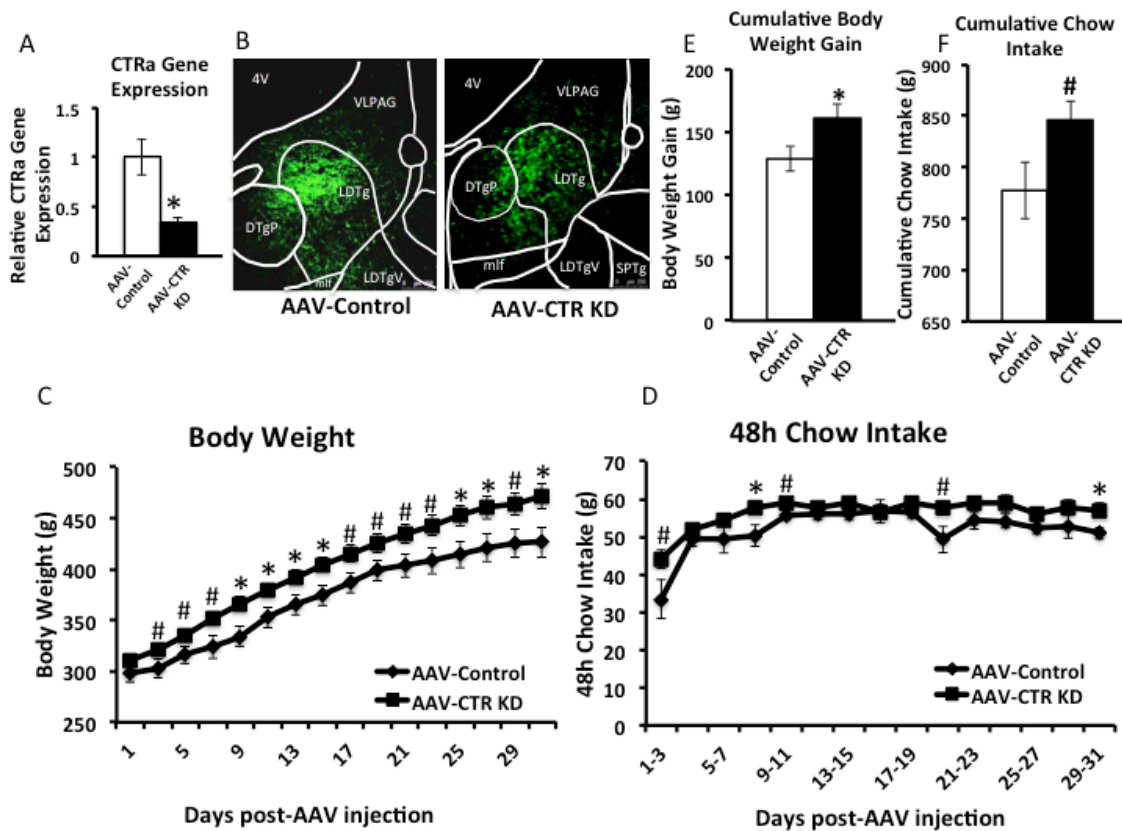 A
CTRa Gene
Expression
Relative CTRa Gene
Expression
1.5
1
0.5
0
*
AAV-
Control
AAV-CTR
KD
B
4V
VLPAG
LDTg
DTgP
mlf
LDTgV
AAV-Control
4V
VLPAG
DTgP
LDTg
mlf
LDTgV
SPTg
AAV-CTR KD
E
Cumulative Body
Weight Gain
Body Weight Gain (g)
200
150
100
50
0
*
AAV-
Control
AAV-CTR
KD
F
Cumulative Chow
Intake
Cumulative Chow Intake (g)
900
850
800
750
700
650
#
AAV-
Control
AAV-
CTR KD
C
Body Weight
Body Weight (g)
500
450
400
350
300
250
# # # * * * * # # # # * * # *
AAV-Control
AAV-CTR KD
1 5 9 13 17 21 25 29
Days post-AAV injection
D
48h Chow Intake
48h Chow Intake (g)
70
60
50
40
30
20
10
0
# * # # *
AAV-Control
AAV-CTR KD
1-3 5-7 9-11 13-15 17-19 21-23 25-27 29-31
Days post-AAV injection